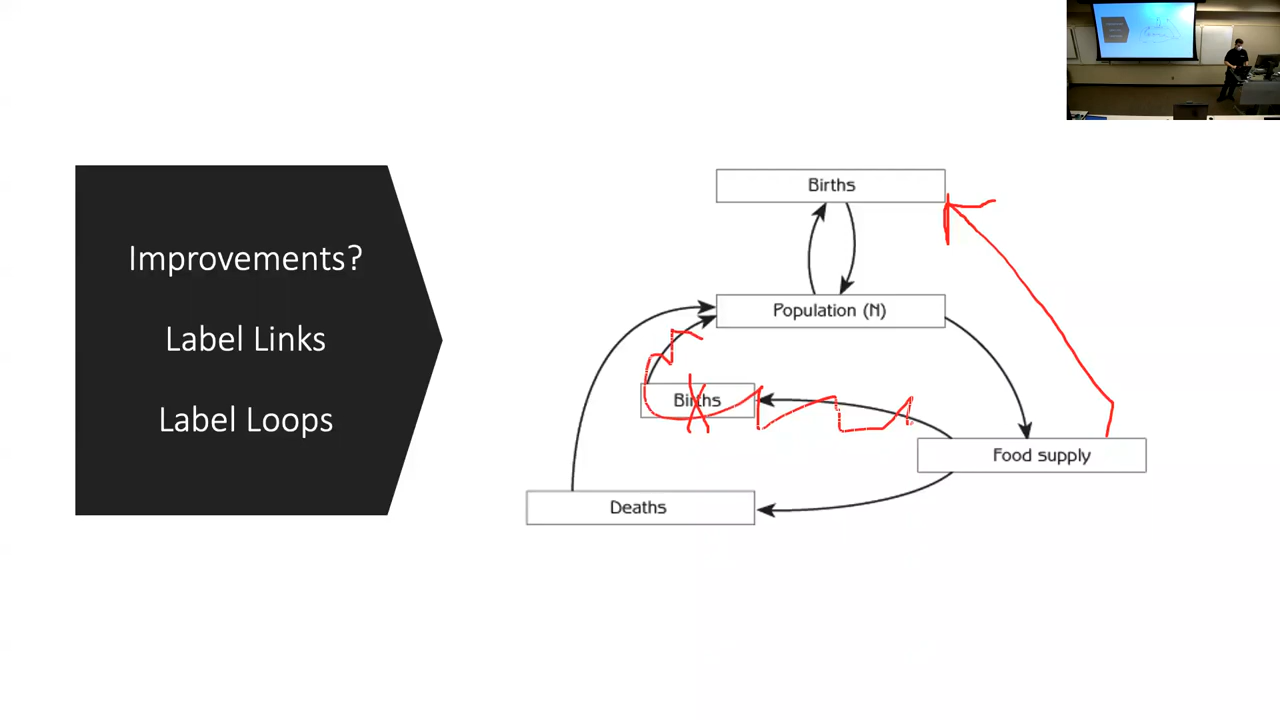 Improvements?
Label Links
Label Loops
Births
Population (N)
Births
Food supply
Deaths